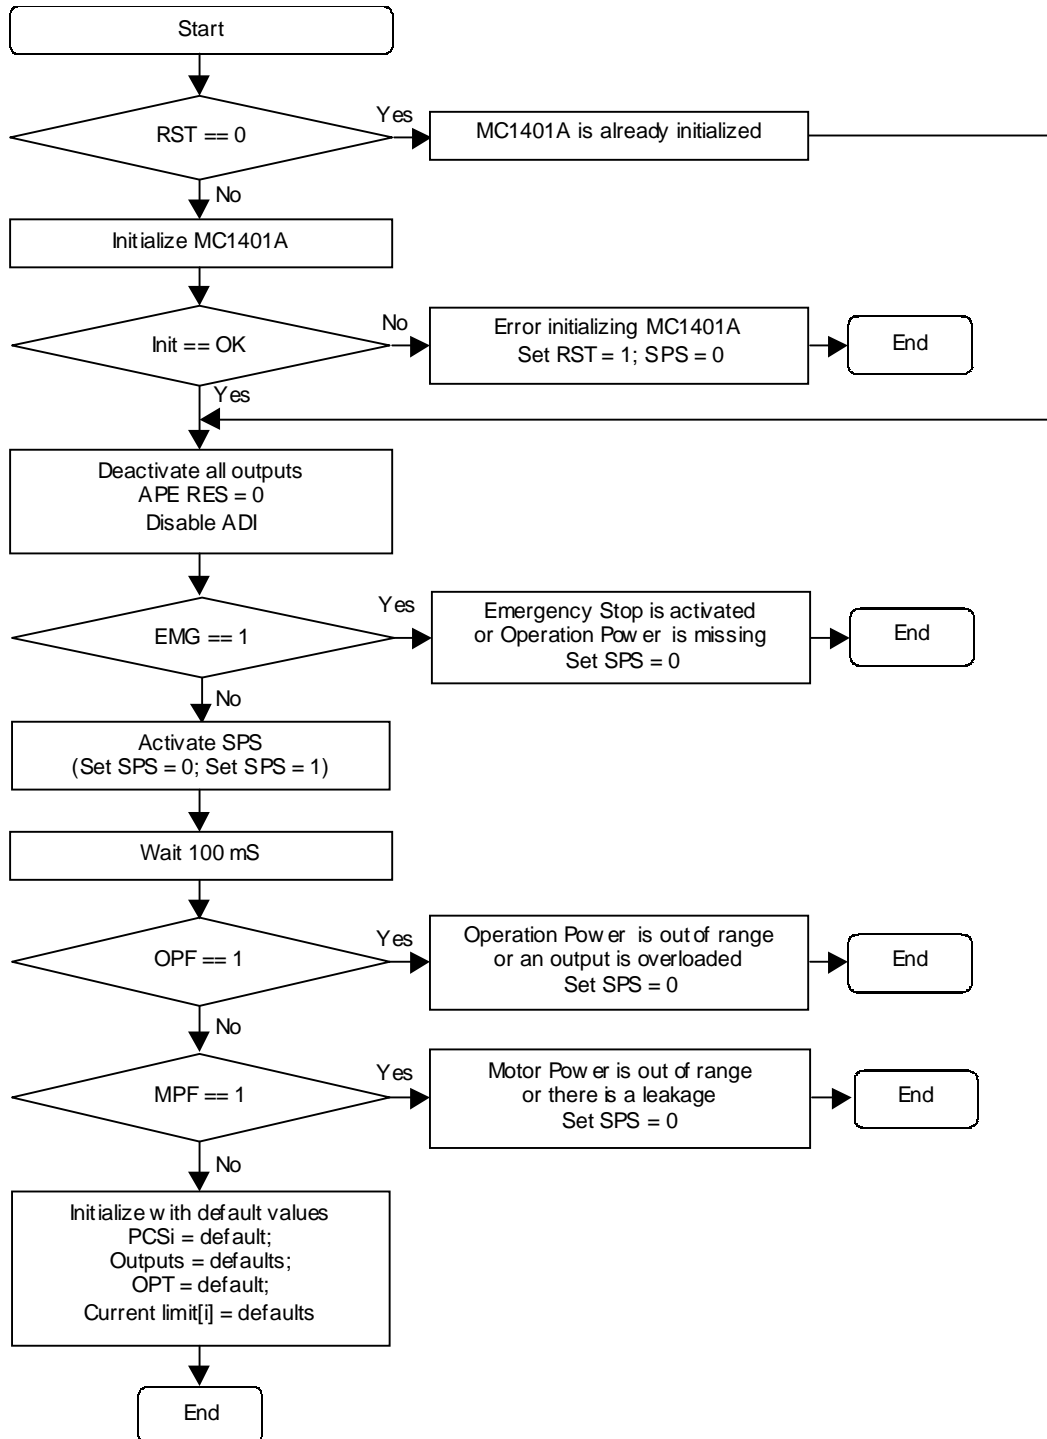 Start
RST == 0
Yes
MC1401A is already initialized
No
Initialize MC1401A
Init == OK
No
Error initializing MC1401A
Set RST = 1; SPS = 0
End
Yes
Deactivate all outputs
APE RES = 0
Disable ADI
EMG == 1
Yes
Emergency Stop is activated
or Operation Power is missing
Set SPS = 0
End
No
Activate SPS
(Set SPS = 0; Set SPS = 1)
Wait 100 mS
OPF == 1
Yes
Operation Power is out of range
or an output is overloaded
Set SPS = 0
End
No
MPF == 1
Yes
Motor Power is out of range
or there is a leakage
Set SPS = 0
End
No
Initialize with default values
PCSi = default;
Outputs = defaults;
OPT = default;
Current limit[i] = defaults
End